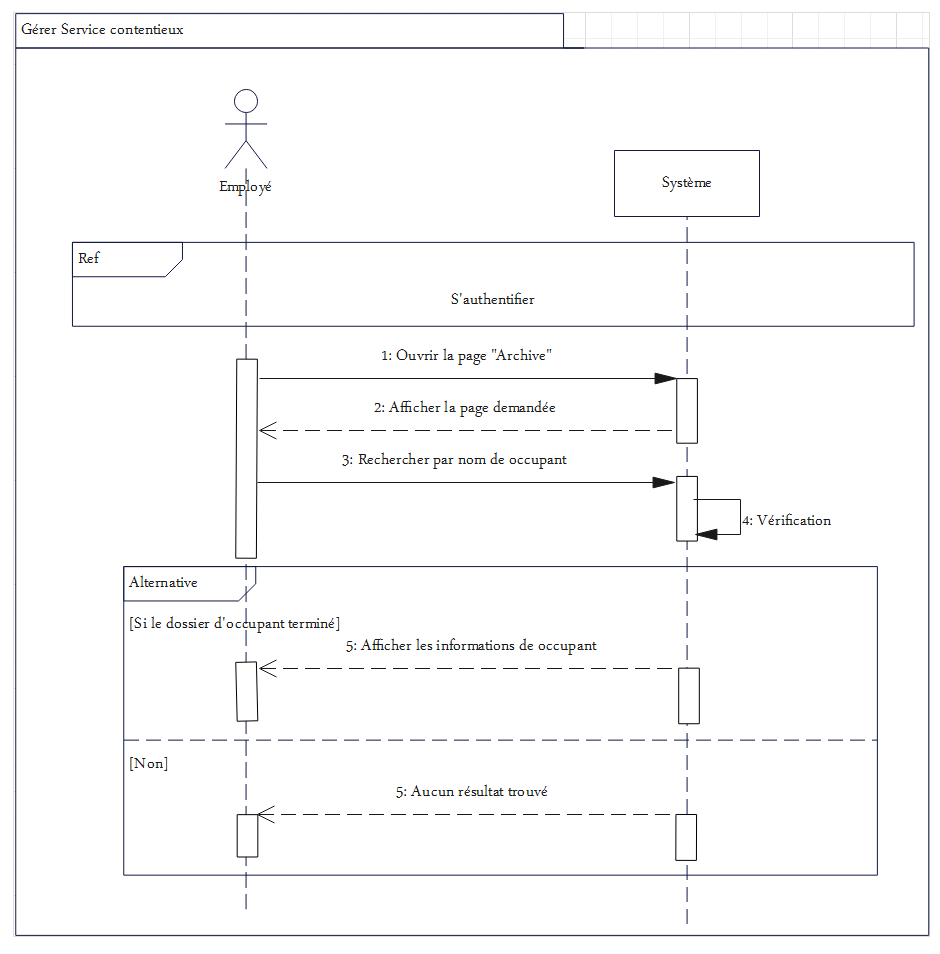 Gérer Service contentieux
Employé
Système
Ref
S'authentifier
1: Ouvrir la page "Archive"
2: Afficher la page demandée
3: Rechercher par nom de occupant
4: Vérification
Alternative
[Si le dossier d'occupant terminé]
5: Afficher les informations de occupant
[Non]
5: Aucun résultat trouvé